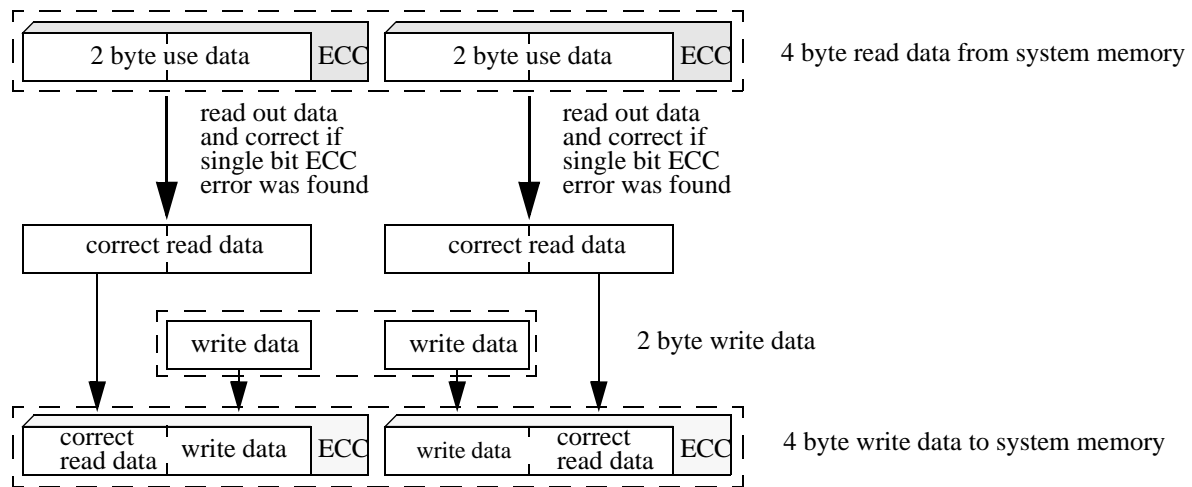 2 byte use data ECC 2 byte use data ECC 4 byte read data from system memory
read out data
and correct if
single bit ECC
error was found
read out data
and correct if
single bit ECC
error was found
correct read data correct read data
write data write data 2 byte write data
correct
read data
write data ECC
write data
correct
read data
ECC
4 byte write data to system memory